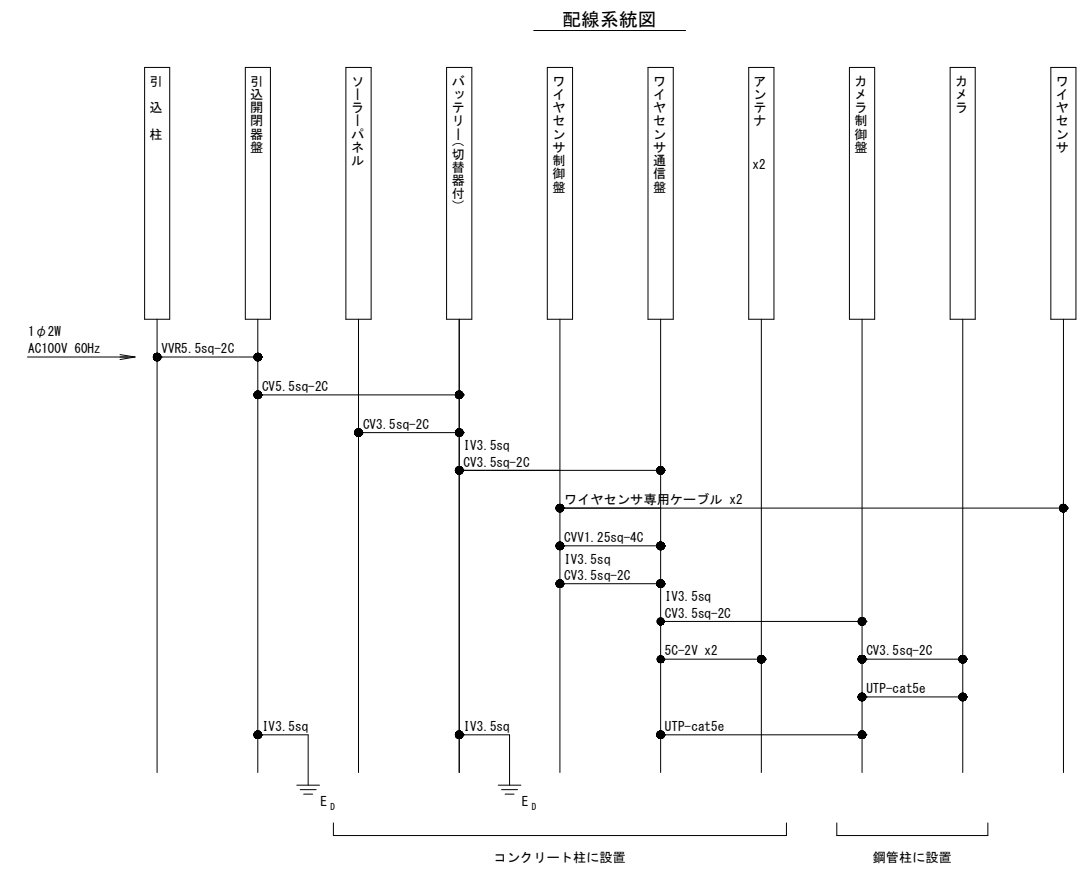 配線系統図
引込柱
引込開閉器盤
ソーラーパネル
バッテリー(切替器付)
ワイヤセンサ制御盤
ワイヤセンサ通信盤
アンテナ x2
カメラ制御盤
カメラ
ワイヤセンサ
1φ2W
AC100V 60Hz
VVR5.5sq-2C
CV5.5sq-2C
CV3.5sq-2C
IV3.5sq
CV3.5sq-2C
ワイヤセンサ専用ケーブル x2
CVV1.25sq-4C
IV3.5sq
CV3.5sq-2C
IV3.5sq
CV3.5sq-2C
5C-2V x2
CV3.5sq-2C
UTP-cat5e
IV3.5sq
IV3.5sq
UTP-cat5e
ED
ED
コンクリート柱に設置
鋼管柱に設置